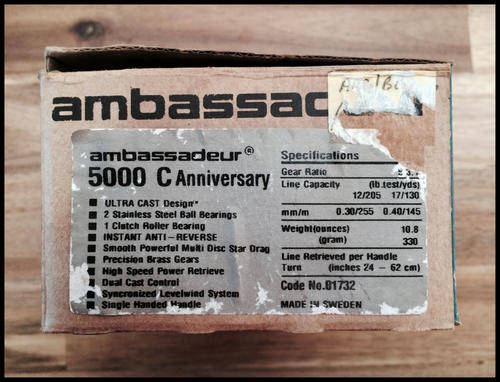 ambassad
ambassadeur®
5000 C Anniversary
ULTRA CAST Design™
2 Stainless Steel Ball Bearings
1 Clutch Roller Bearing
INSTANT ANTI-REVERSE
Smooth Powerful Multi Disc Star Drag
Precision Brass Gears
High Speed Power Retrieve
Dual Cast Control
Syncronized Levelwind System
Single Handed Handle
Specifications
Gear Ratio
Line Capacity (lb.test/yds)
12/205 17/130
mm/m 0.30/255 0.40/145
Weight(ounces) 10.8
(gram) 330
Line Retrieved per Handle
Turn (inches 24 – 62 cm)
Code No.01732
MADE IN SWEDEN